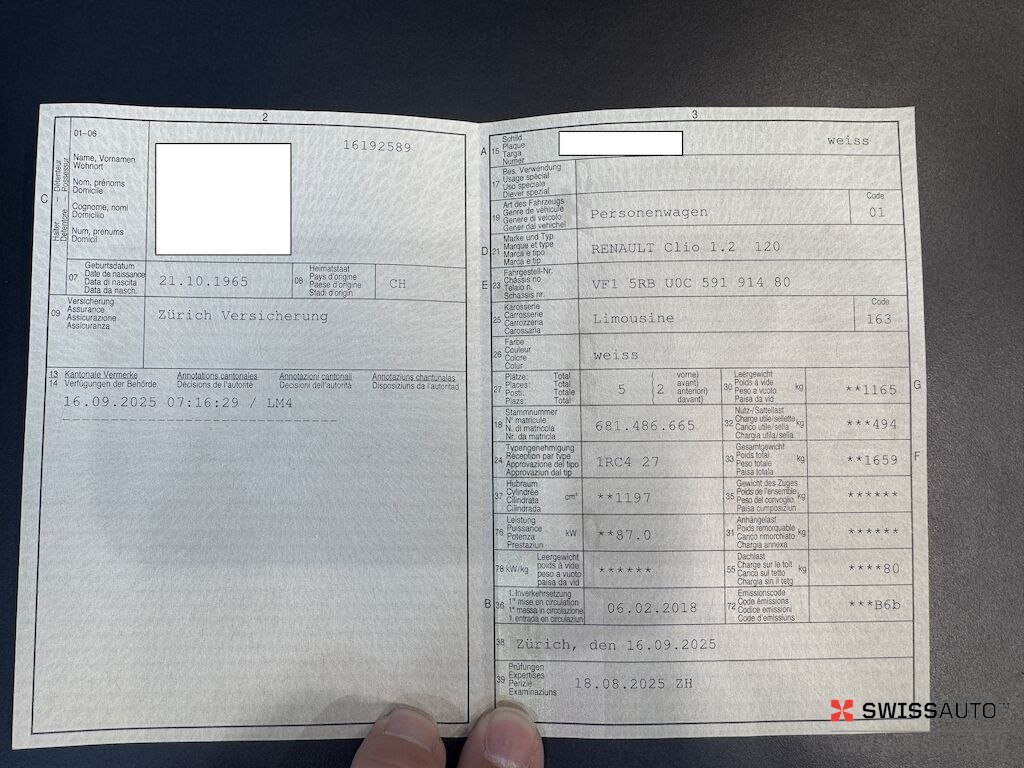 2
01-06
16192589
C
Halter – Détenteur
Detentore – Possessur
Name, Vornamen
Wohnort
Nom, prénoms
Domicile
Cognome, nomi
Domicilio
Num, prenums
Domicil
07
Geburtsdatum
Date de naissance
Data di nascita
Data da nasch.
21.10.1965
08
Heimatstaat
Pays d'origine
Paese d'origine
Stadi d'origin
CH
09
Versicherung
Assurance
Assicurazione
Assicuranza
Zürich Versicherung
13 Kantonale Vermerke Annotations cantonales Annotazioni cantonali Annotaziuns chantunalas
14 Verfügungen der Behörde Décisions de l'autorité Decisioni dell'autorità Disposiziuns da l'autoritad
16.09.2025 07:16:29 / LM4
3
A 15
Schild
Plaque
Targa
Numer
weiss
17
Bes. Verwendung
Usage spécial
Uso speciale
Diever spezial
19
Art des Fahrzeugs
Genre de véhicule
Genere di veicolo
Gener dal vehichel
Personenwagen
Code
01
D 21
Marke und Typ
Marque et type
Marca e tipo
Marca e tip
RENAULT Clio 1.2 120
E 23
Fahrgestell-Nr.
Châssis no
Telaio n.
Schassis nr.
VF1 5RB U0C 591 914 80
25
Karosserie
Carrosserie
Carrozzeria
Carossaria
Limousine
Code
163
26
Farbe
Couleur
Colore
Colur
weiss
27
Plätze: Total
Places: Total
Posti: Totale
Plazs: Total
5
vorne)
avant)
anteriori)
davant)
(2
30
Leergewicht
Poids à vide
Peso a vuoto
Paisa da vid
kg
**1165
G
18
Stammnummer
N° matricule
N. di matricola
Nr. da matricla
681.486.665
32
Nutz-/Sattellast
Charge utile/sellette
Carico utile/sella
Chargia utila/sella
kg
***494
24
Typengenehmigung
Réception par type
Approvazione del tipo
Approvaziun dal tip
1RC4 27
33
Gesamtgewicht
Poids total
Peso totale
Paisa totala
kg
**1659
F
37
Hubraum
Cylindrée
Cilindrata
Cilindrada
cm³
**1197
35
Gewicht des Zuges
Poids de l'ensemble
Peso del convoglio
Paisa cumposiziun
kg
******
76
Leistung
Puissance
Potenza
Prestaziun
kW
**87.0
31
Anhängelast
Poids remorquable
Carico rimorchiato
Chargia annexa
kg
******
78 kW/kg
Leergewicht
poids à vide
peso a vuoto
paisa da vid
******
55
Dachlast
Charge sur le toit
Carico sul tetto
Chargia sin il tetg
kg
****80
B 36
1. Inverkehrsetzung
1re mise en circulation
1a messa in circolazione
1. entrada en circulaziun
06.02.2018
72
Emissionscode
Code émissions
Codice emissioni
Code d'emissiuns
***B6b
38
Zürich, den 16.09.2025
39
Prüfungen
Expertises
Perizie
Examinaziuns
18.08.2025 ZH
SWISSAUTO™